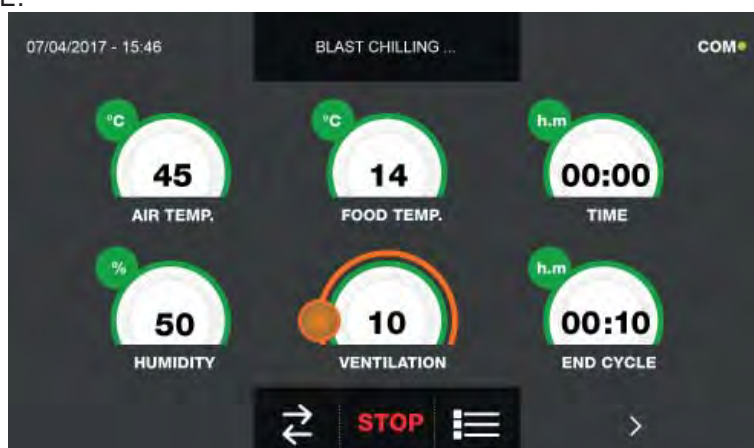 E.
07/04/2017 - 15:46 BLAST CHILLING ... COM
°C °C h.m
45 14 00:00
AIR TEMP. FOOD TEMP. TIME
% h.m
50 10 00:10
HUMIDITY VENTILATION END CYCLE
STOP